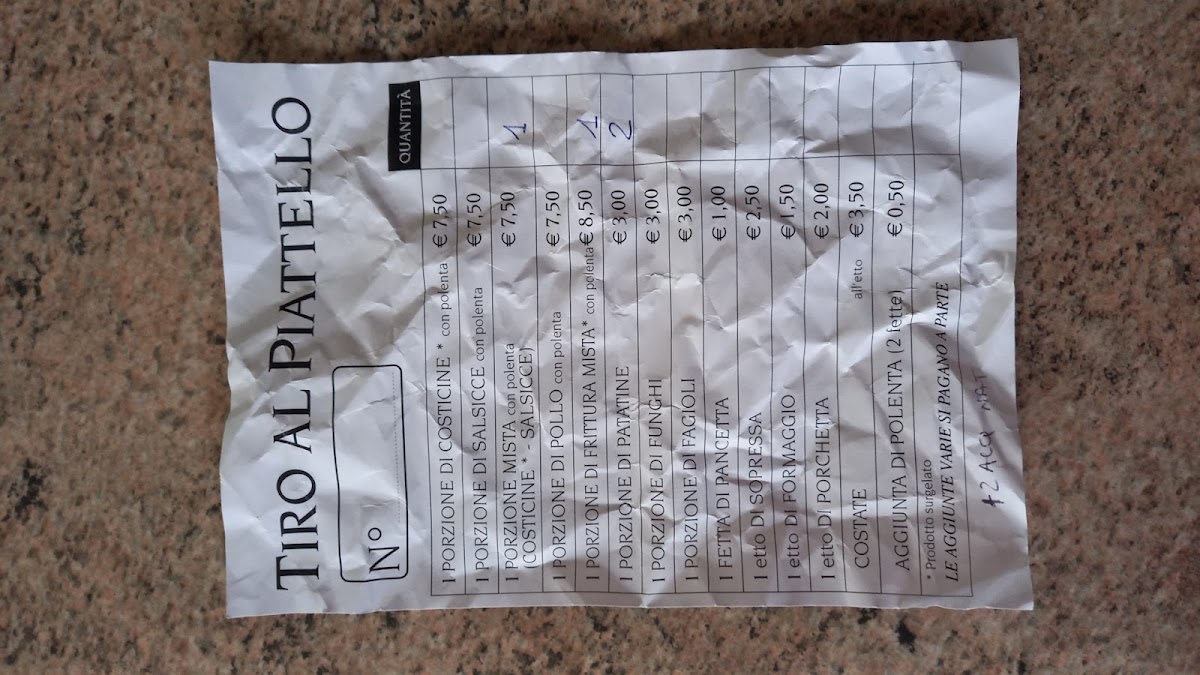 TIRO AL PIATTELLO
N°
QUANTITÀ
1 PORZIONE DI COSTICINE * con polenta € 7,50
1 PORZIONE DI SALSICCE con polenta € 7,50
1 PORZIONE MISTA con polenta € 7,50 1
(COSTICINE * - SALSICCE)
1 PORZIONE DI POLLO con polenta € 7,50
1 PORZIONE DI FRITTURA MISTA * con polenta € 8,50 1
1 PORZIONE DI PATATINE € 3,00 2
1 PORZIONE DI FUNGHI € 3,00
1 PORZIONE DI FAGIOLI € 3,00
1 FETTA DI PANCETTA € 1,00
1 etto DI SOPRESSA € 2,50
1 etto DI FORMAGGIO € 1,50
1 etto DI PORCHETTA € 2,00
COSTATE all'etto € 3,50
AGGIUNTA DI POLENTA (2 fette) € 0,50
* Prodotto surgelato
LE AGGIUNTE VARIE SI PAGANO A PARTE
+2 ACQ NAT